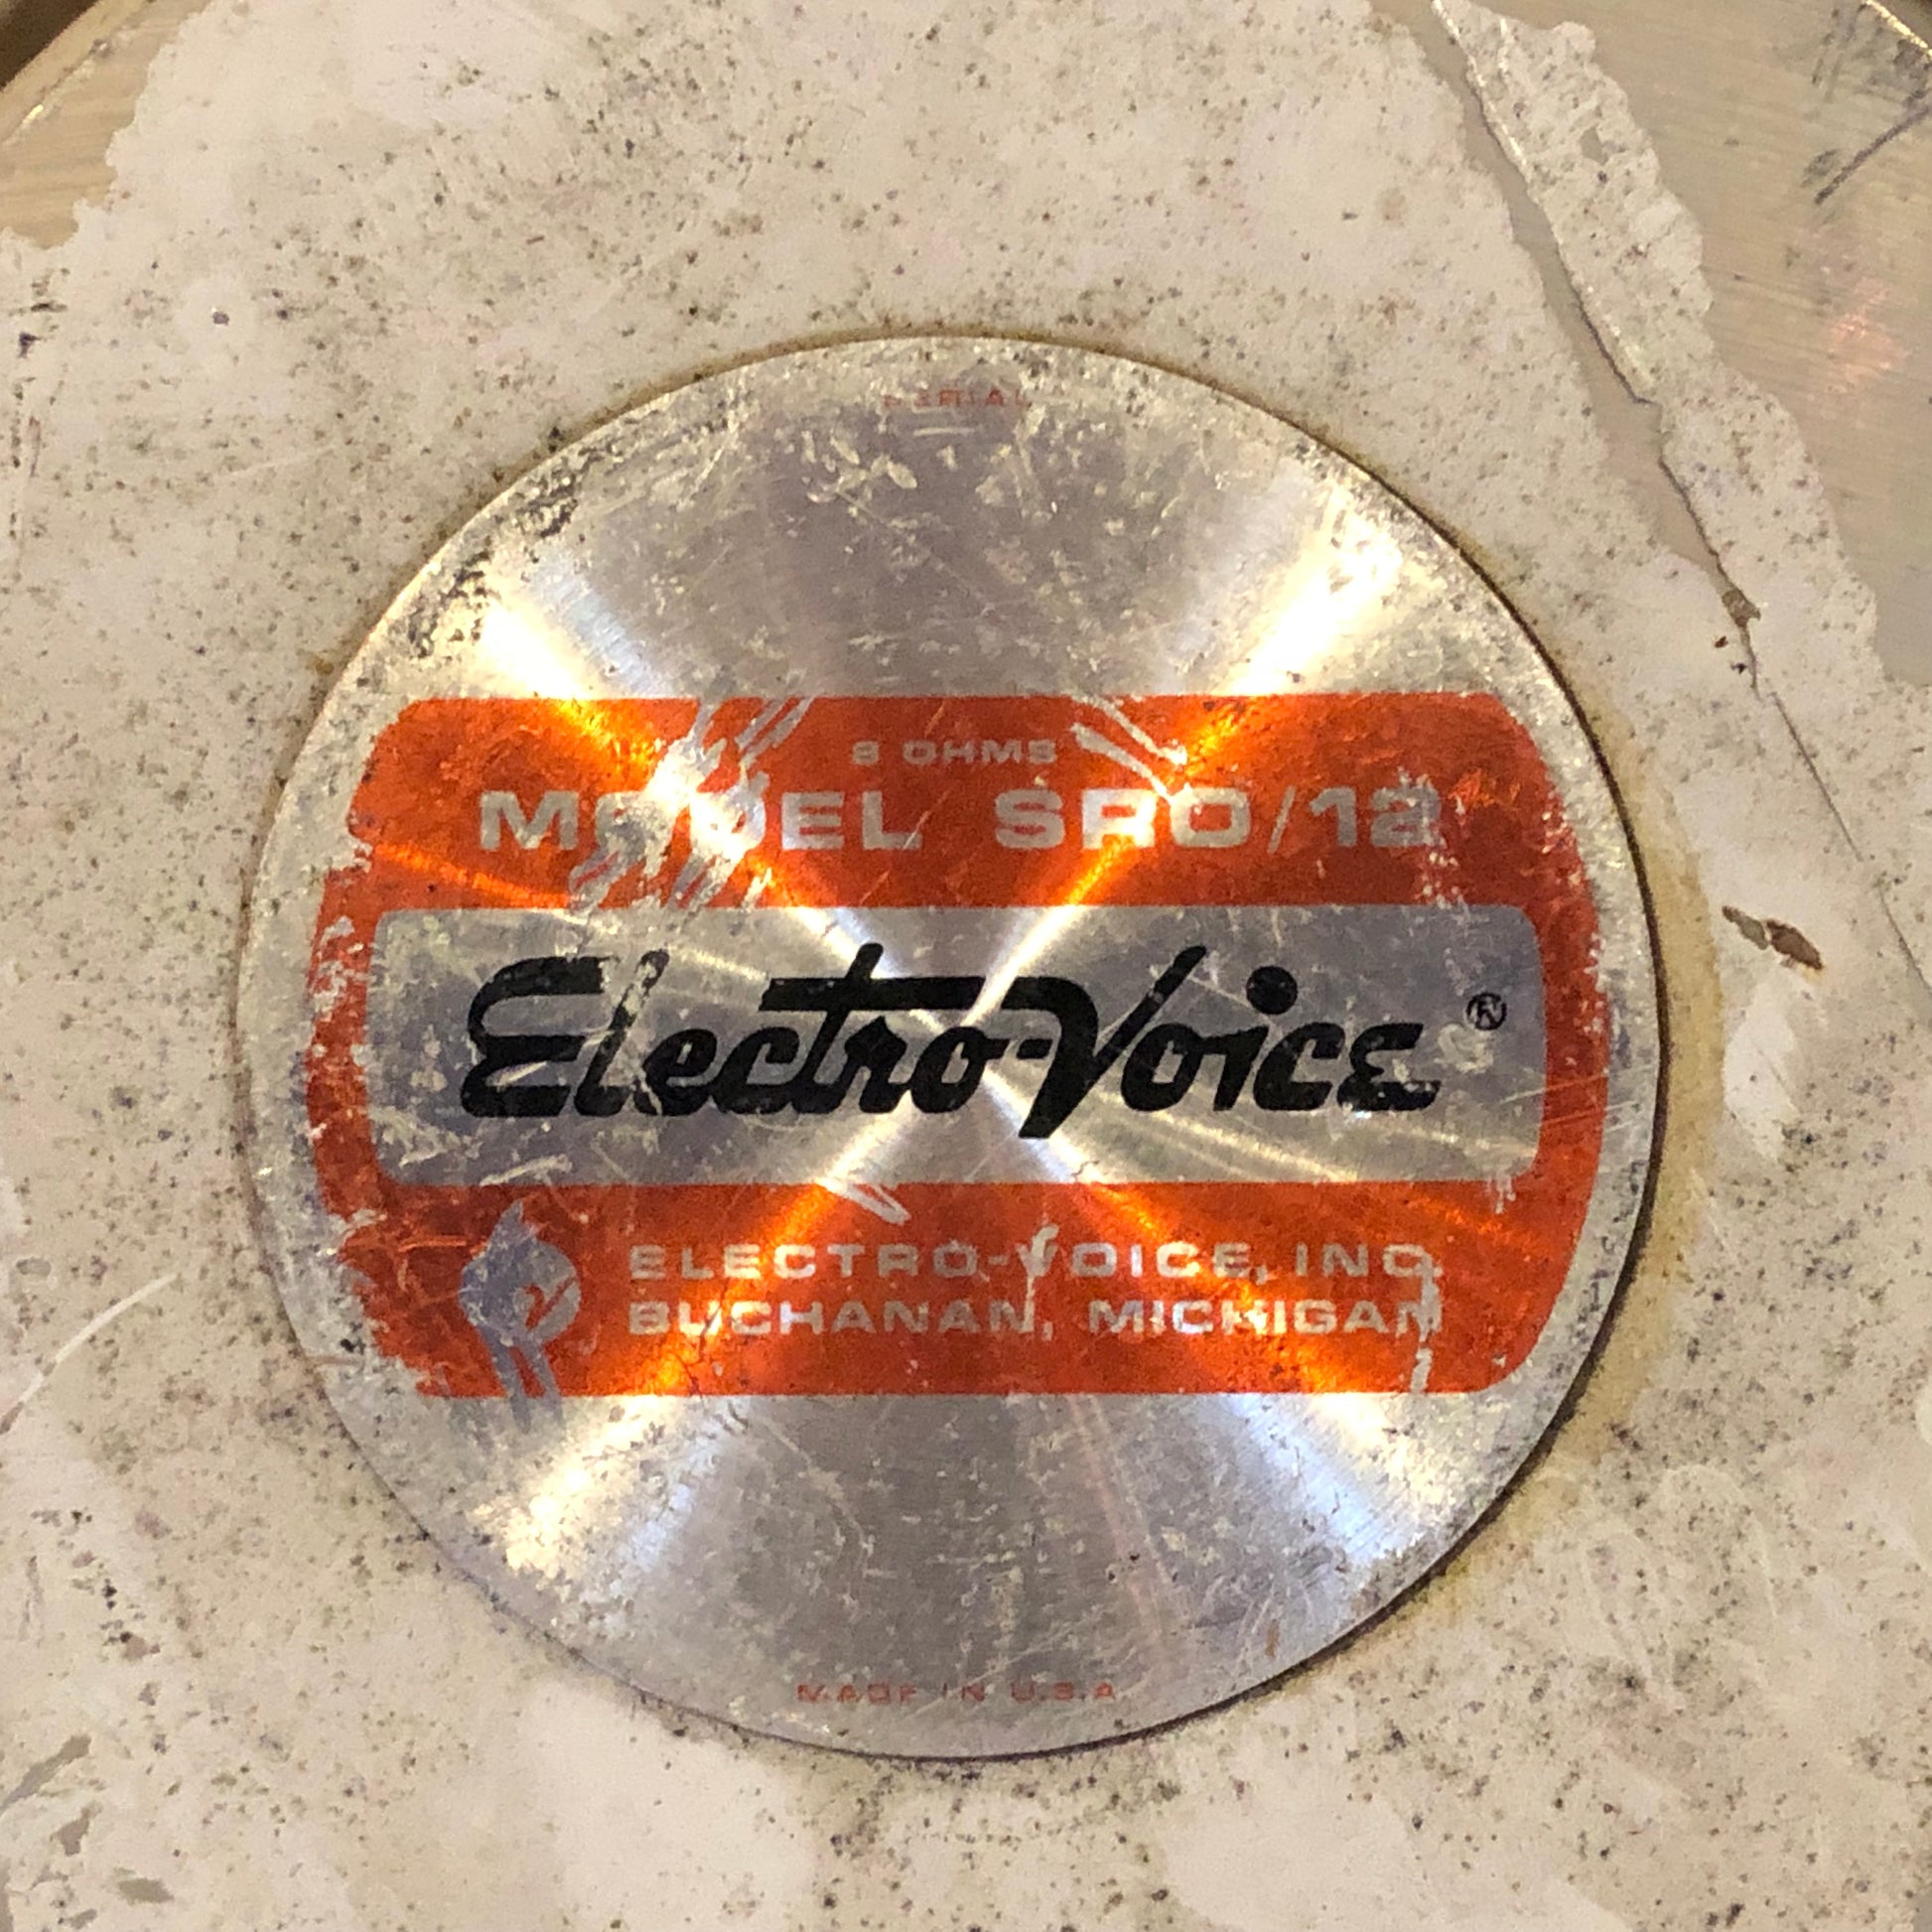 SERIAL
8 OHMS
MODEL SRO/12
Electro-Voice ®
ELECTRO-VOICE, INC.
BUCHANAN, MICHIGAN
MADE IN U.S.A